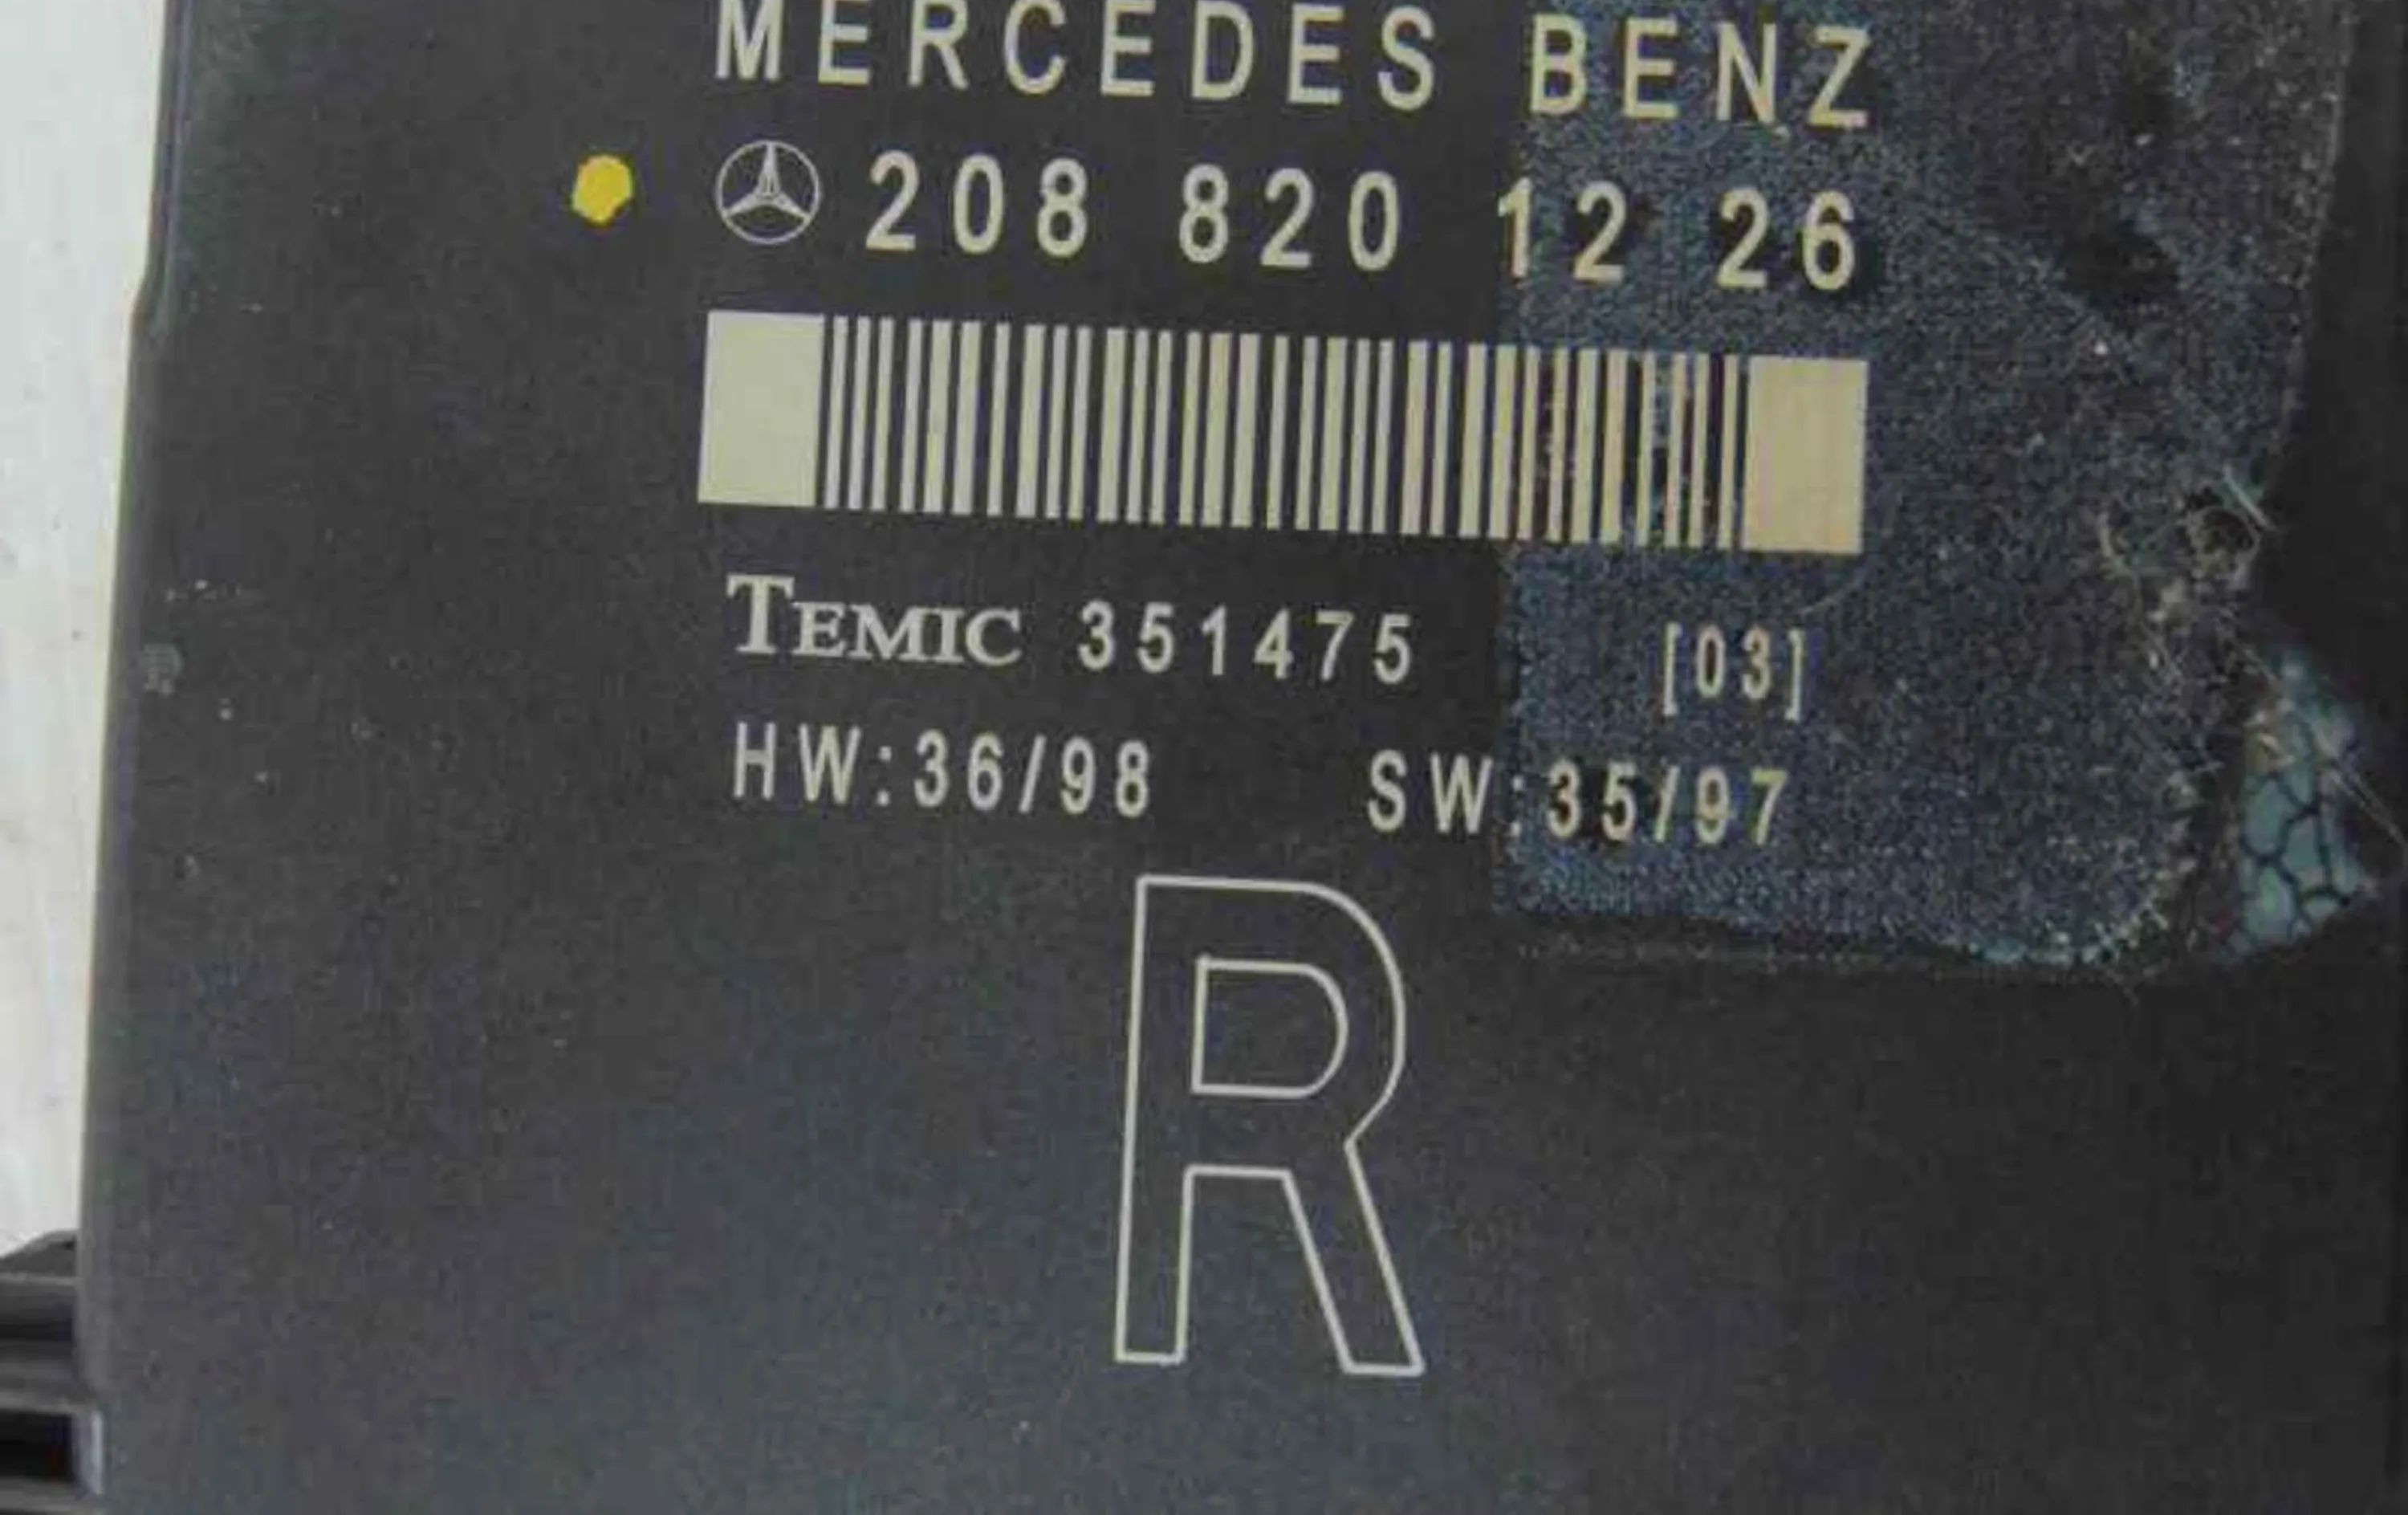 MERCEDES BENZ
208 820 12 26
TEMIC 351475 [03]
HW:36/98 SW:35/97
R